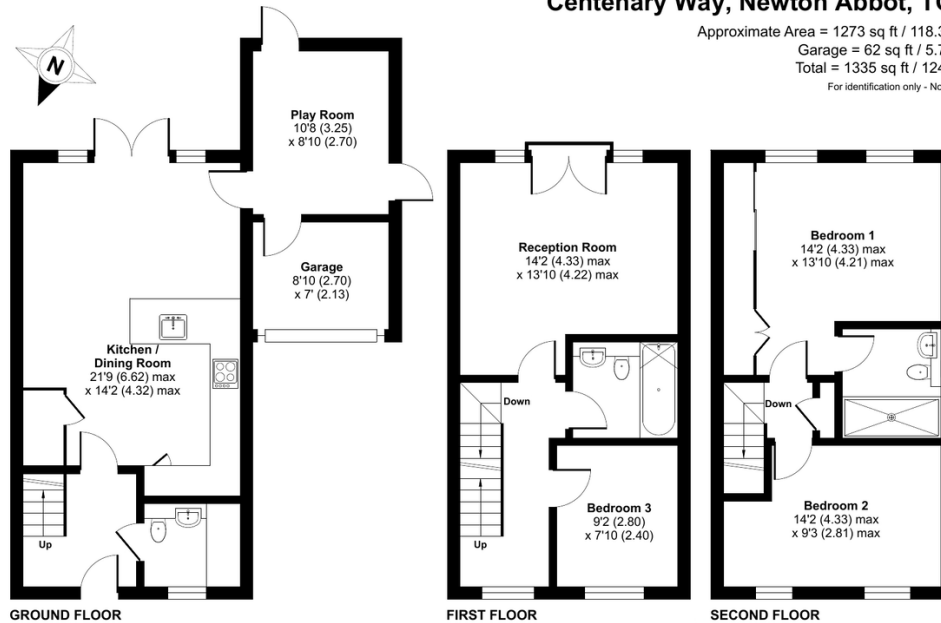 Centenary Way, Newton Abbot,
Approximate Area = 1273 sq ft / 118.3
Garage = 62 sq ft / 5.7
Total = 1335 sq ft / 124
For identification only -
N
Play Room
10'8 (3.25)
x 8'10 (2.70)
Garage
8'10 (2.70)
x 7' (2.13)
Kitchen /
Dining Room
21'9 (6.62) max
x 14'2 (4.32) max
Up
GROUND FLOOR
Reception Room
14'2 (4.33) max
x 13'10 (4.22) max
Down
Up
Bedroom 3
9'2 (2.80)
x 7'10 (2.40)
FIRST FLOOR
Bedroom 1
14'2 (4.33) max
x 13'10 (4.21) max
Down
Bedroom 2
14'2 (4.33) max
x 9'3 (2.81) max
SECOND FLOOR